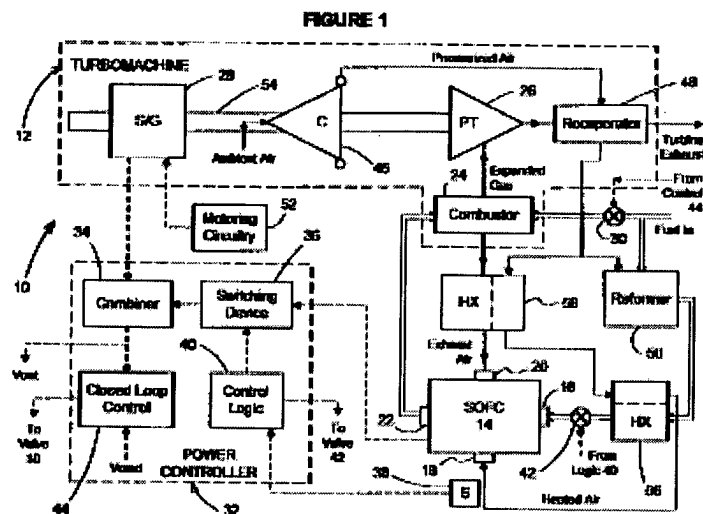 FIGURE 1
TURBOMACHINE
28
54
Pressurized Air
26
48
12
S/G
C
PT
Recuperator
Turbine
Exhaust
Ambient Air
46
Expanded
Gas
24
From
Control
44
Motoring
Circuitry
52
Combustor
30
Fuel In
10
34
36
Combiner
Switching
Device
HX
58
Reformer
50
Exhaust
Air
20
Vout
40
Closed Loop
Control
Control
Logic
22
SOFC
14
16
HX
To
Valve
30
To
Valve
42
42
From
Logic 40
56
Vcmd
POWER
CONTROLLER
18
38
S
Heated Air
44
32